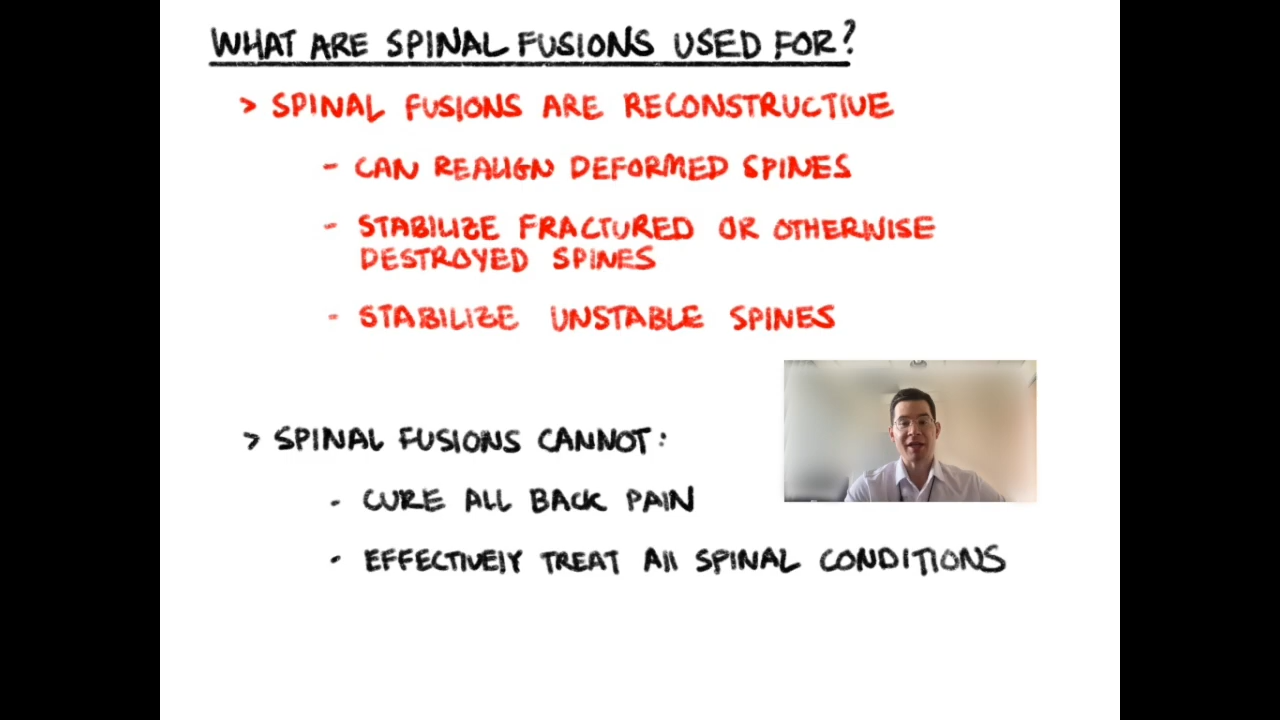 WHAT ARE SPINAL FUSIONS USED FOR?
> SPINAL FUSIONS ARE RECONSTRUCTIVE
- CAN REALIGN DEFORMED SPINES
- STABILIZE FRACTURED OR OTHERWISE
DESTROYED SPINES
- STABILIZE UNSTABLE SPINES
> SPINAL FUSIONS CANNOT:
- CURE ALL BACK PAIN
- EFFECTIVELY TREAT All SPINAL CONDITIONS